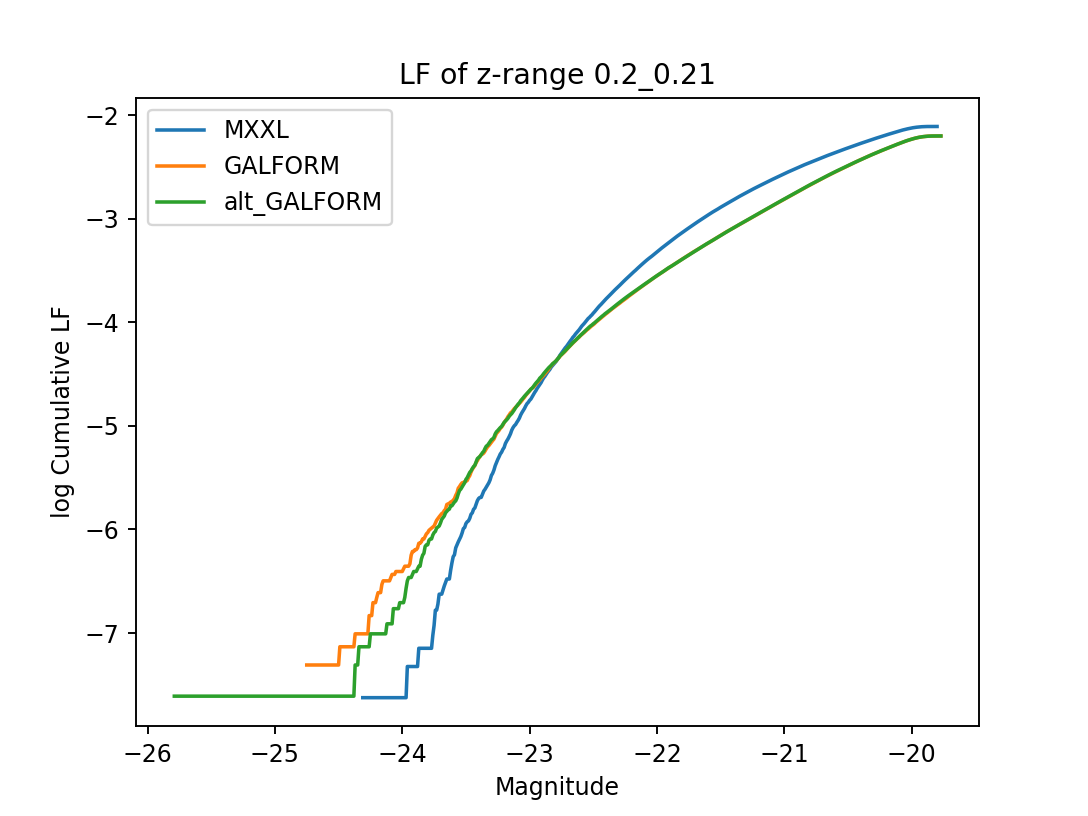 LF of z-range 0.2_0.21
MXXL
GALFORM
alt_GALFORM
log Cumulative LF
−2
−3
−4
−5
−6
−7
−26
−25
−24
−23
−22
−21
−20
Magnitude